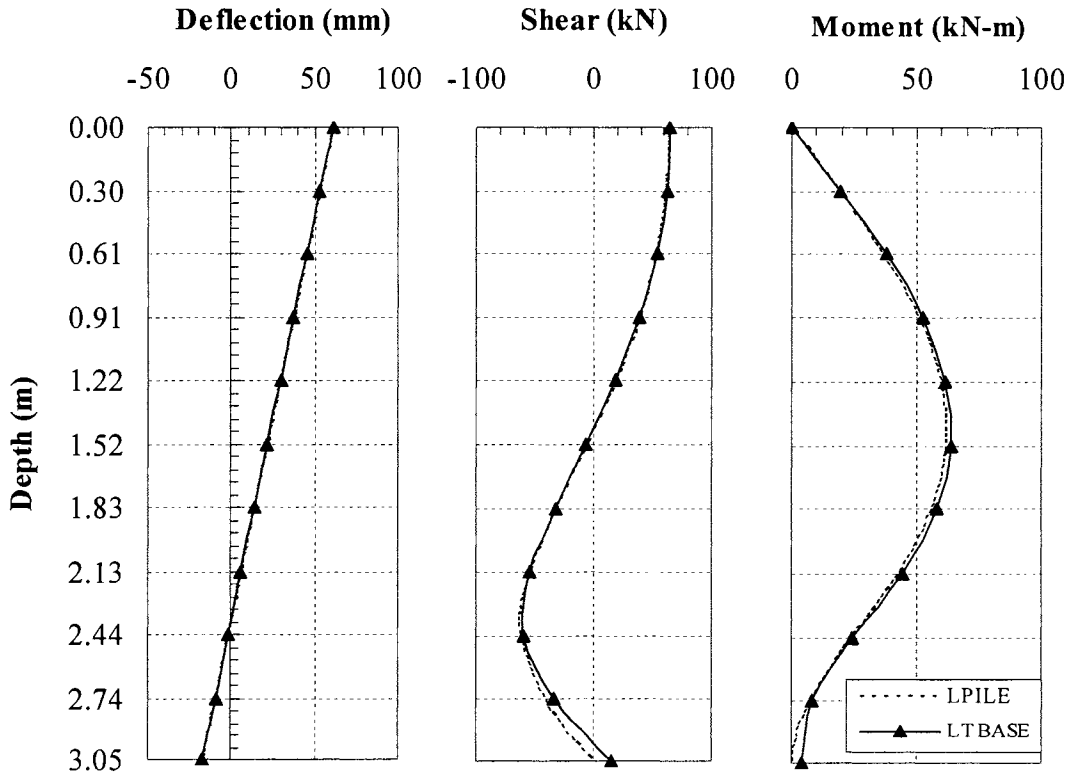 Deflection (mm) Shear (kN) Moment (kN-m)
-50 0 50 100 -100 0 100 0 50 100
0.00
0.30
0.61
0.91
1.22
1.52
1.83
2.13
2.44
2.74
3.05
Depth (m)
LPILE
LTBASE